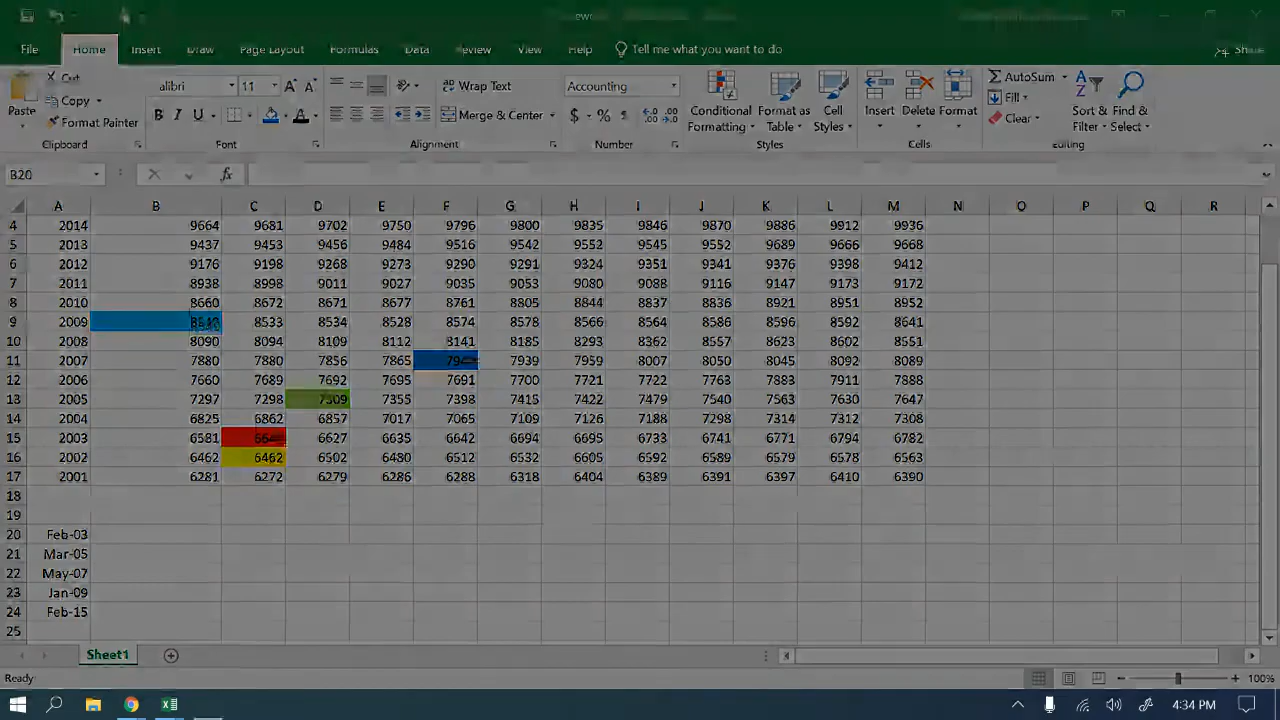 ewr
File Home Insert Draw Page Layout Formulas Data Review View Help Tell me what you want to do Share
Cut alibri 11 Wrap Text Accounting AutoSum
Paste Copy B I U Merge & Center $ % Conditional Formatting Format as Table Cell Styles Insert Delete Format Fill Sort & Filter Find & Select
Format Painter Clear
Clipboard Font Alignment Number Styles Cells Editing
B20 fx
A B C D E F G H I J K L M N O P Q R
4 2014 9664 9681 9702 9750 9796 9800 9835 9846 9870 9886 9912 9936
5 2013 9437 9453 9456 9484 9516 9542 9552 9545 9552 9689 9666 9668
6 2012 9176 9198 9268 9273 9290 9291 9324 9351 9341 9376 9398 9412
7 2011 8938 8998 9011 9027 9035 9053 9080 9088 9116 9147 9173 9172
8 2010 8660 8672 8671 8677 8761 8805 8844 8837 8836 8921 8951 8952
9 2009 8533 8534 8528 8574 8578 8566 8564 8586 8596 8592 8641
10 2008 8090 8094 8109 8112 8141 8185 8293 8362 8557 8623 8602 8551
11 2007 7880 7880 7856 7865 7939 7959 8007 8050 8045 8092 8089
12 2006 7660 7689 7692 7695 7691 7700 7721 7722 7763 7883 7911 7888
13 2005 7297 7298 7309 7355 7398 7415 7422 7479 7540 7563 7630 7647
14 2004 6825 6862 6857 7017 7065 7109 7126 7188 7298 7314 7312 7308
15 2003 6581 6627 6635 6642 6694 6695 6733 6741 6771 6794 6782
16 2002 6462 6462 6502 6480 6512 6532 6605 6592 6589 6579 6578 6563
17 2001 6281 6272 6279 6286 6288 6318 6404 6389 6391 6397 6410 6390
18
19
20 Feb-03
21 Mar-05
22 May-07
23 Jan-09
24 Feb-15
25
Sheet1
Ready 100%
4:34 PM